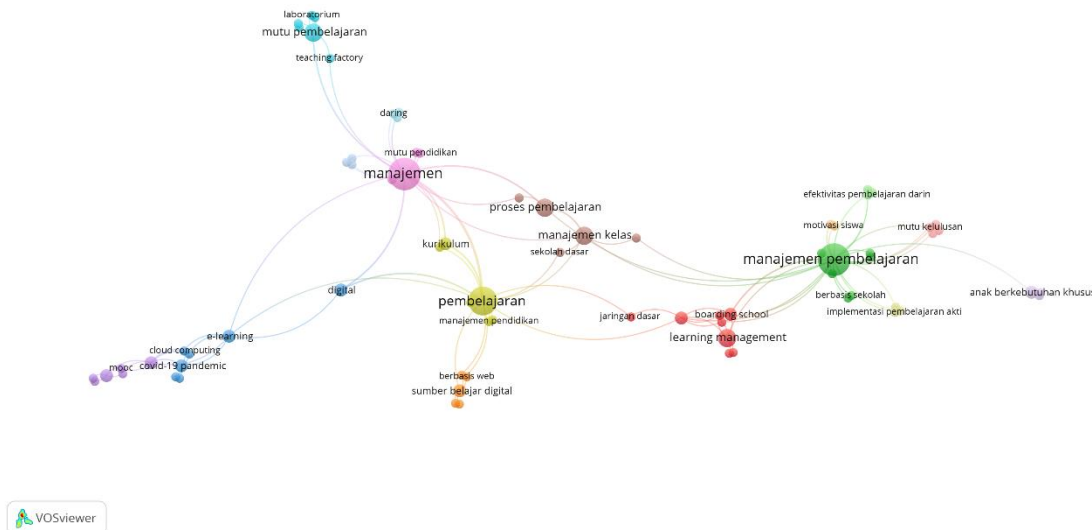 laboratorium
mutu pembelajaran
teaching factory
daring
mutu pendidikan
manajemen
efektivitas pembelajaran darin
proses pembelajaran
motivasi siswa
mutu kelulusan
manajemen kelas
kurikulum
sekolah dasar
manajemen pembelajaran
digital
anak berkebutuhan khusus
berbasis sekolah
pembelajaran
implementasi pembelajaran akti
manajemen pendidikan
jaringan dasar
boarding school
e-learning
learning management
cloud computing
mooc
covid-19 pandemic
berbasis web
sumber belajar digital
VOSviewer